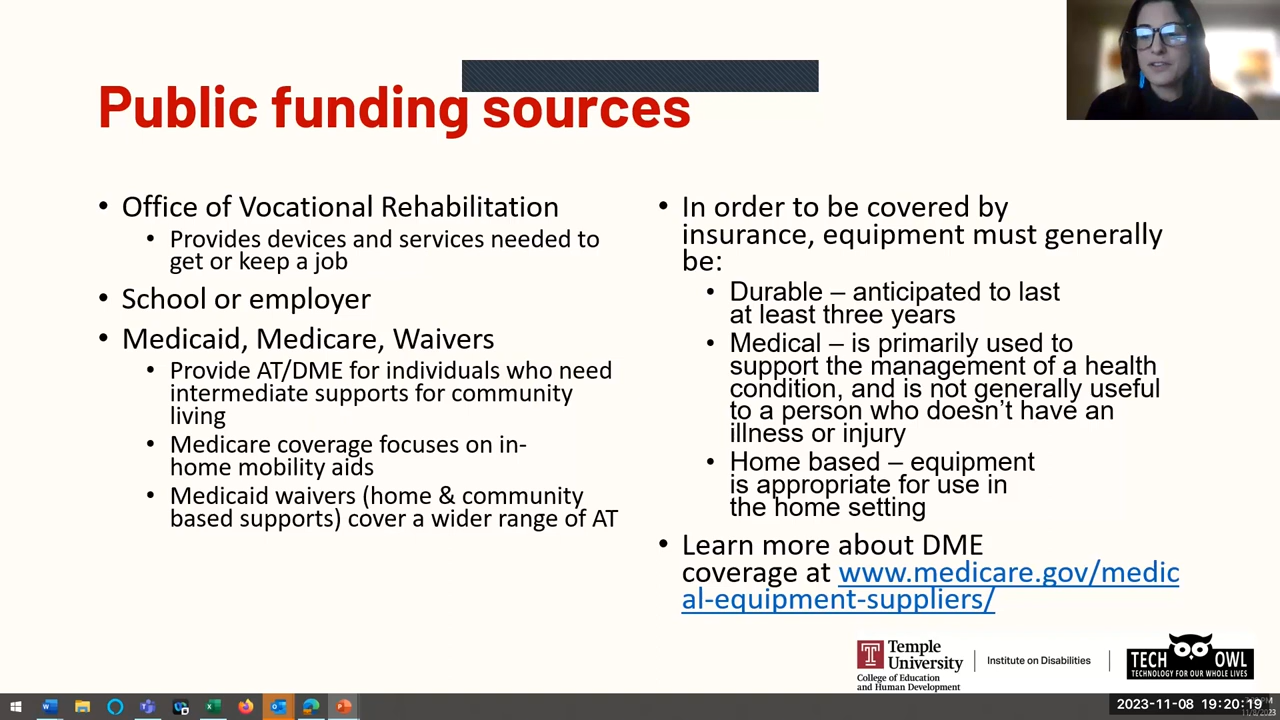 Public funding sources
• Office of Vocational Rehabilitation
• Provides devices and services needed to
get or keep a job
• School or employer
• Medicaid, Medicare, Waivers
• Provide AT/DME for individuals who need
intermediate supports for community
living
• Medicare coverage focuses on in-
home mobility aids
• Medicaid waivers (home & community
based supports) cover a wider range of AT
• In order to be covered by
insurance, equipment must generally
be:
• Durable – anticipated to last
at least three years
• Medical – is primarily used to
support the management of a health
condition, and is not generally useful
to a person who doesn’t have an
illness or injury
• Home based – equipment
is appropriate for use in
the home setting
• Learn more about DME
coverage at www.medicare.gov/medic
al-equipment-suppliers/
Temple
University
College of Education
and Human Development
Institute on Disabilities
TECH OWL
TECHNOLOGY FOR OUR WHOLE LIVES
2023-11-08 19:20:19